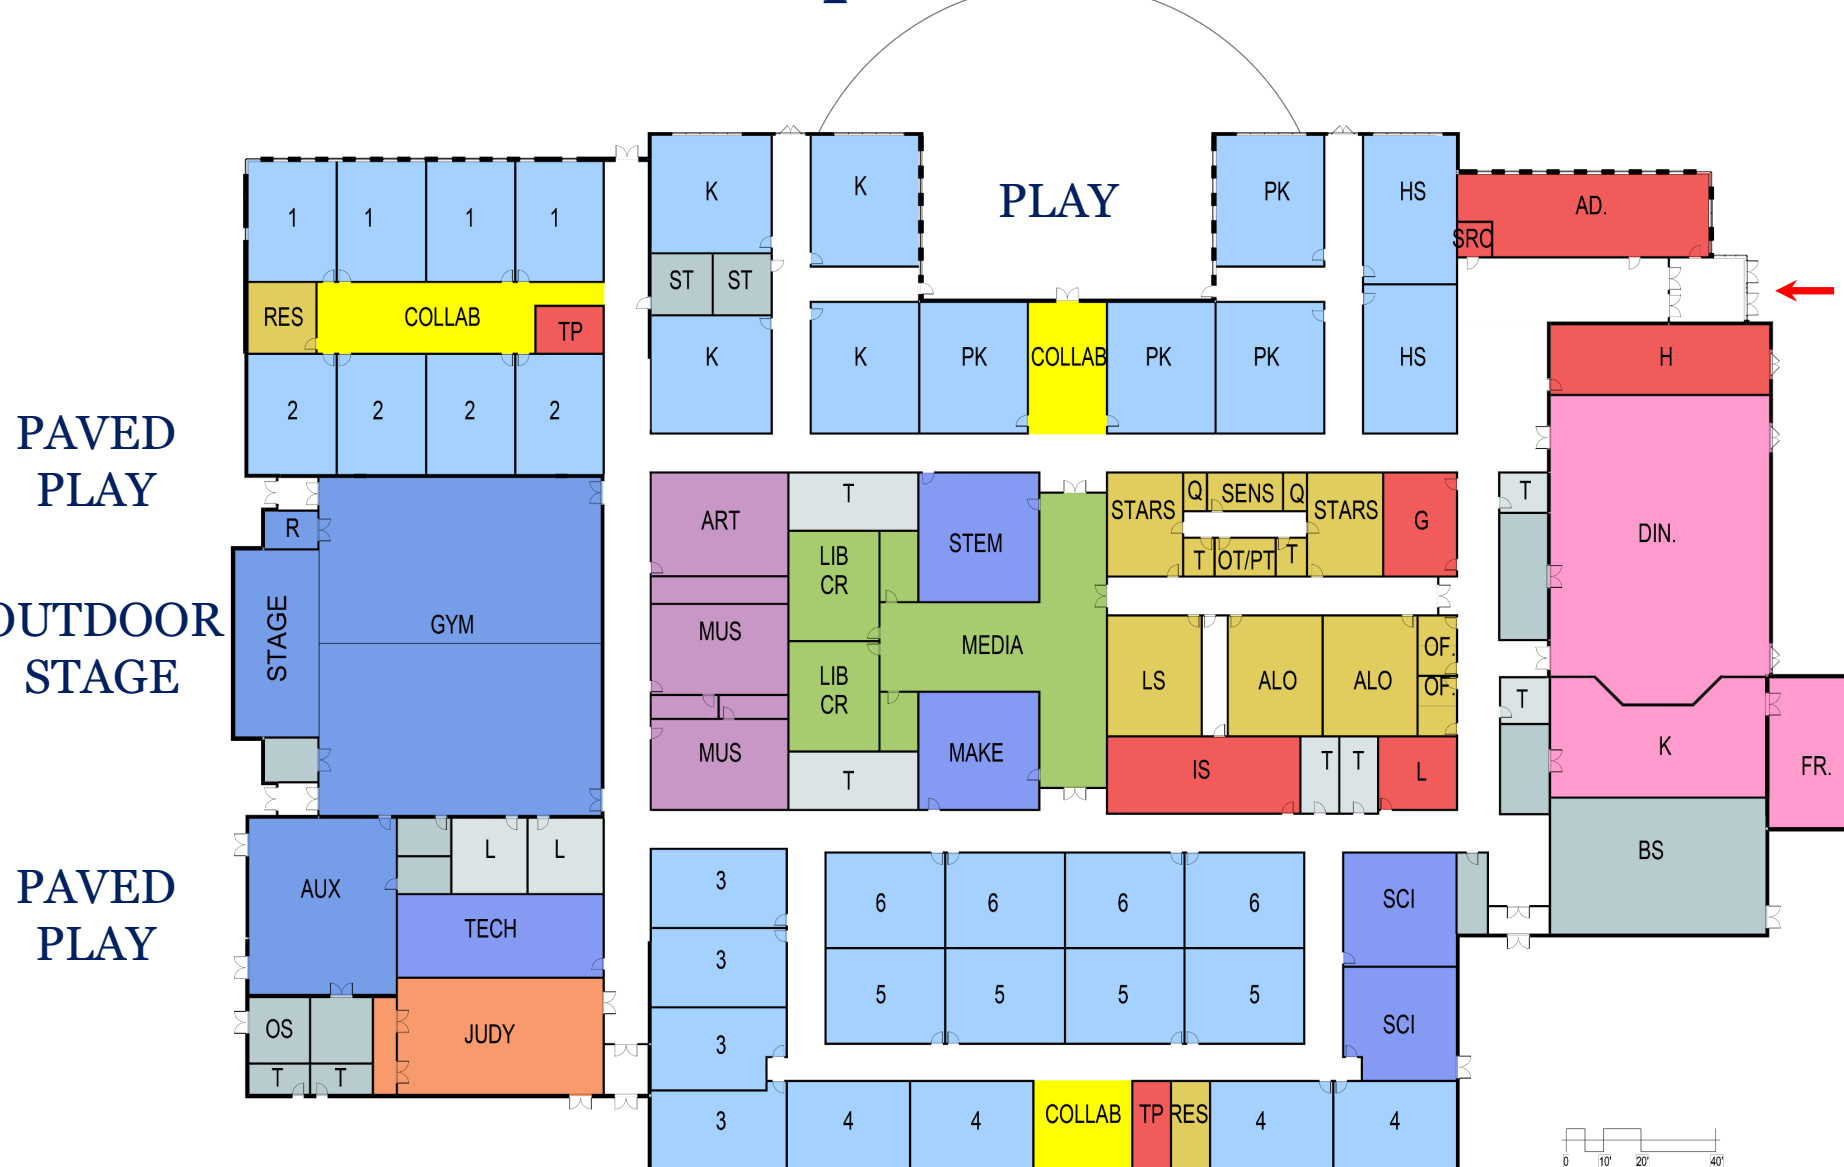 K
K
PLAY
PK
HS
AD.
SRO
1
1
1
1
ST
ST
RES
COLLAB
TP
K
K
PK
COLLAB
PK
PK
HS
H
2
2
2
2
PAVED
PLAY
ART
T
STEM
STARS
Q
SENS
Q
STARS
G
T
DIN.
R
LIB
CR
T
OT/PT
T
OUTDOOR
STAGE
STAGE
GYM
MUS
MEDIA
LIB
CR
LS
ALO
ALO
OF.
OF.
T
MUS
T
MAKE
IS
T
T
L
K
FR.
PAVED
PLAY
AUX
L
L
TECH
3
6
6
6
6
SCI
BS
3
5
5
5
5
SCI
OS
JUDY
3
T
T
3
4
4
COLLAB
TP
RES
4
4
0 10' 20' 40'